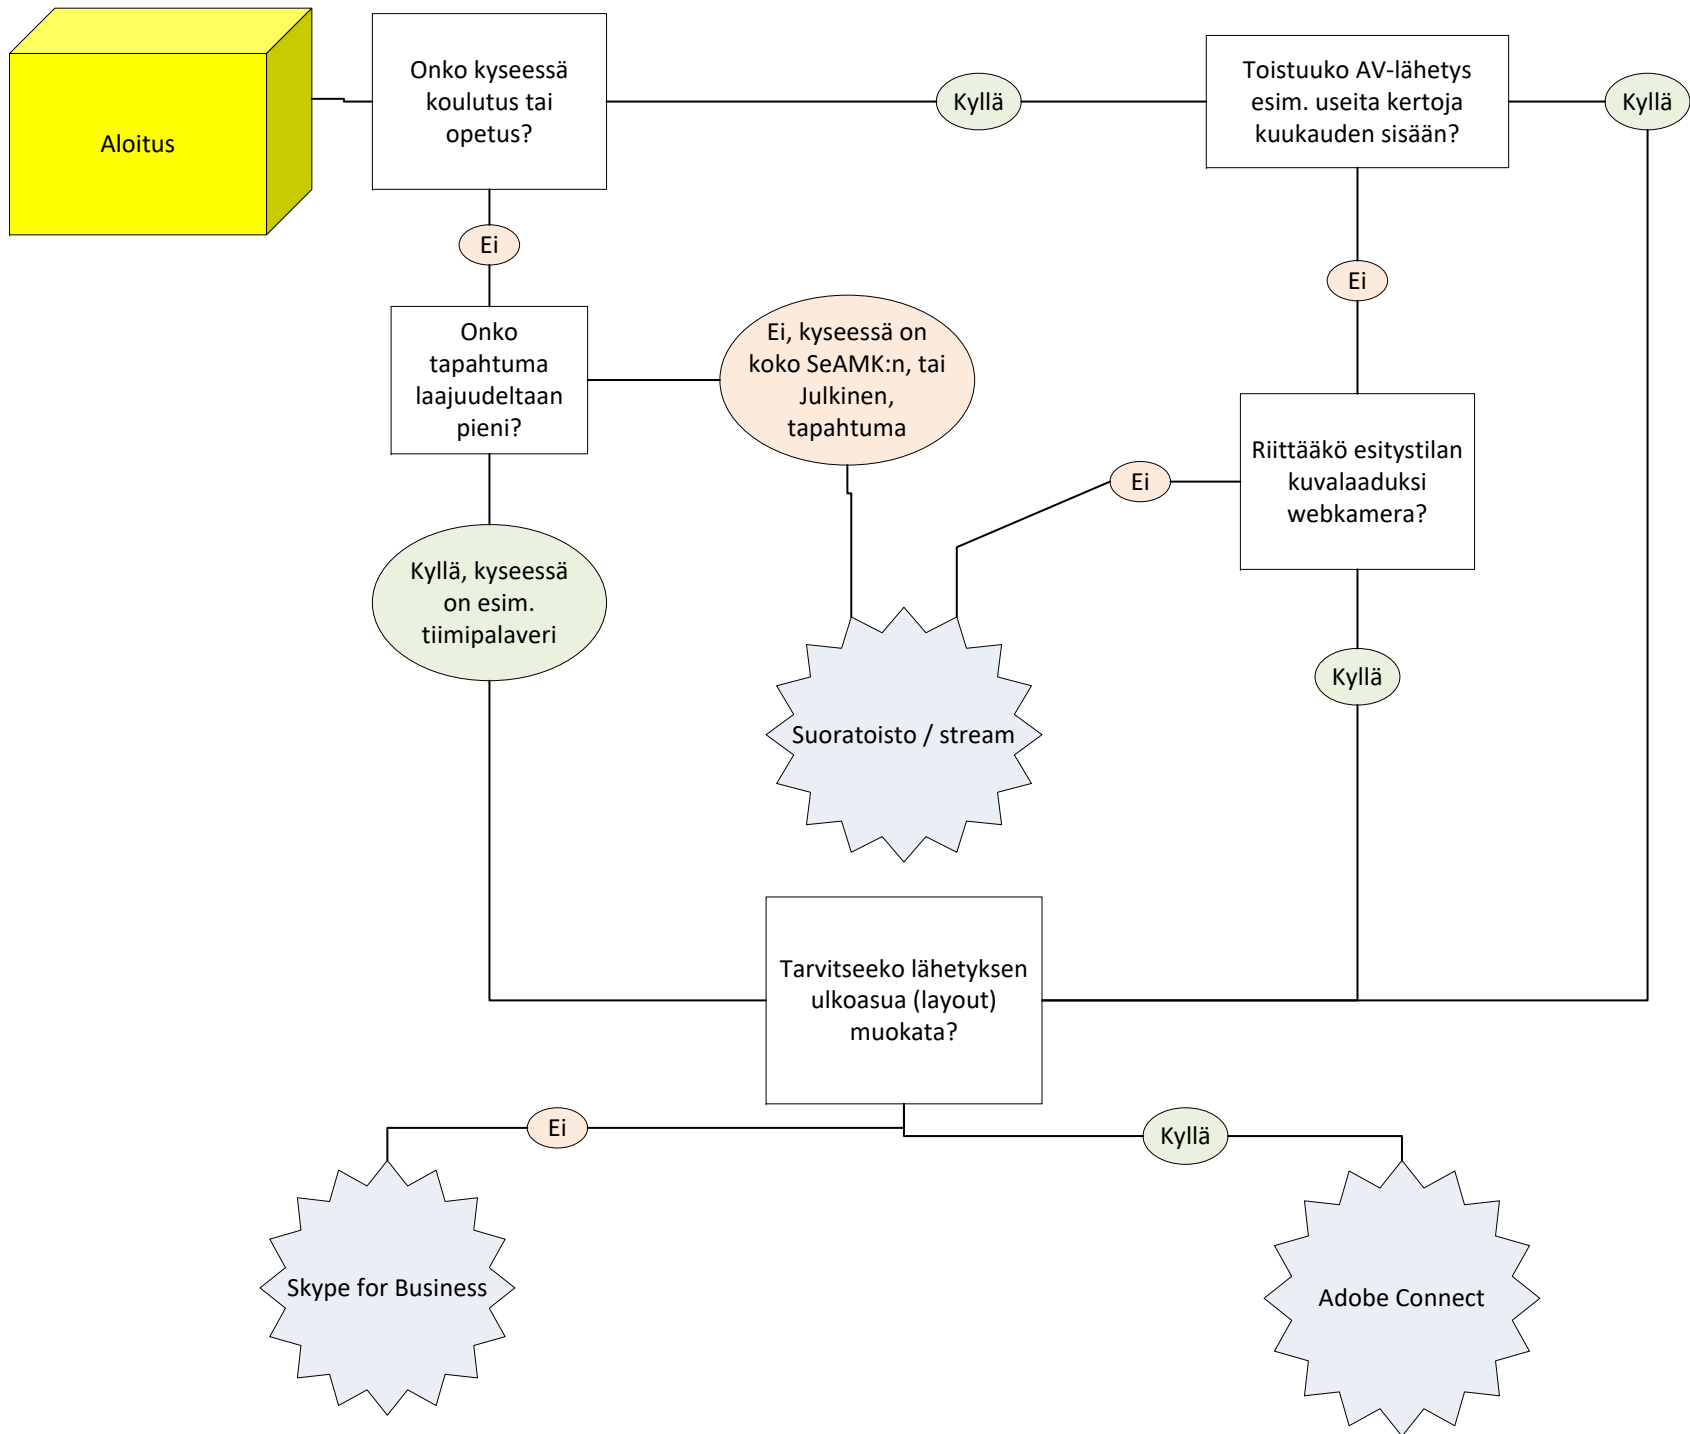 Aloitus
Onko kyseessä
koulutus tai
opetus?
Kyllä
Toistuuko AV-lähetys
esim. useita kertoja
kuukauden sisään?
Kyllä
Ei
Ei
Onko
tapahtuma
laajuudeltaan
pieni?
Ei, kyseessä on
koko SeAMK:n, tai
Julkinen,
tapahtuma
Riittääkö esitystilan
kuvalaaduksi
webkamera?
Ei
Kyllä, kyseessä
on esim.
tiimipalaveri
Kyllä
Suoratoisto / stream
Tarvitseeko lähetyksen
ulkoasua (layout)
muokata?
Ei
Kyllä
Skype for Business
Adobe Connect